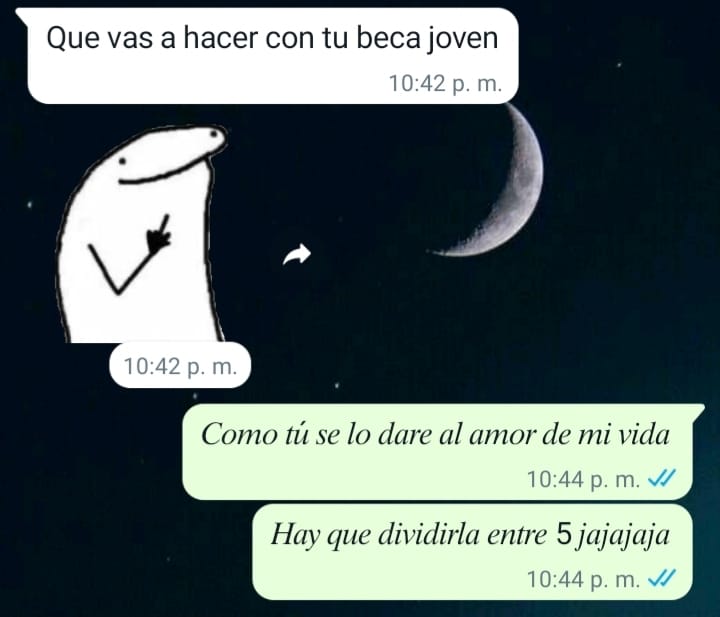 Que vas a hacer con tu beca joven
10:42 p. m.
10:42 p. m.
Como tú se lo dare al amor de mi vida
10:44 p. m.
Hay que dividirla entre 5 jajajaja
10:44 p. m.